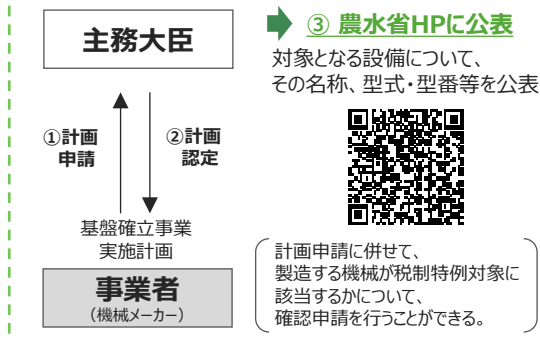 主務大臣
①計画
申請
②計画
認定
基盤確立事業
実施計画
事業者
（機械メーカー）
③ 農水省HPに公表
対象となる設備について、
その名称、型式・型番等を公表
計画申請に併せて、
製造する機械が税制特例対象に
該当するかについて、
確認申請を行うことができる。